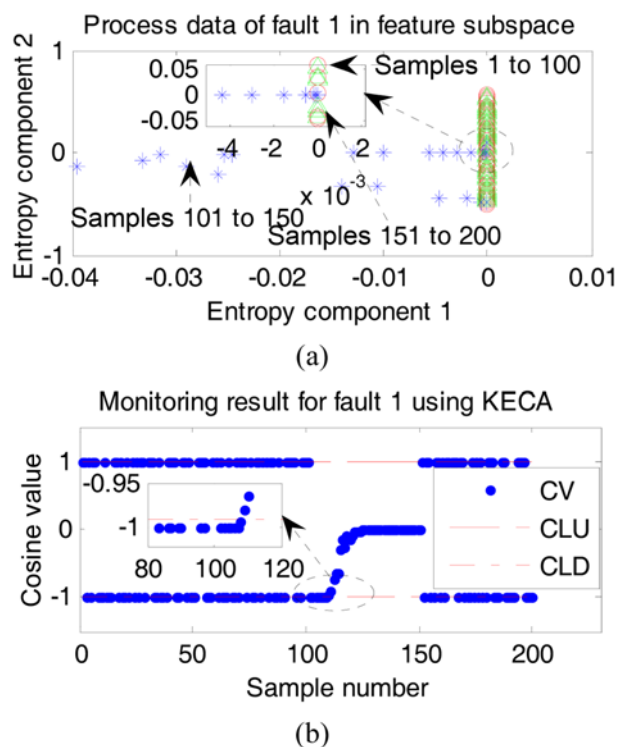 Process data of fault 1 in feature subspace
Entropy component 2
1
0
-1
0.05
0
-0.05
-4 -2 0 2
x 10^-3
Samples 1 to 100
Samples 101 to 150
Samples 151 to 200
-0.04 -0.03 -0.02 -0.01 0 0.01
Entropy component 1
(a)
Monitoring result for fault 1 using KECA
Cosine value
1
0
-1
-0.95
-1
80 100 120
CV
CLU
CLD
0 50 100 150 200
Sample number
(b)